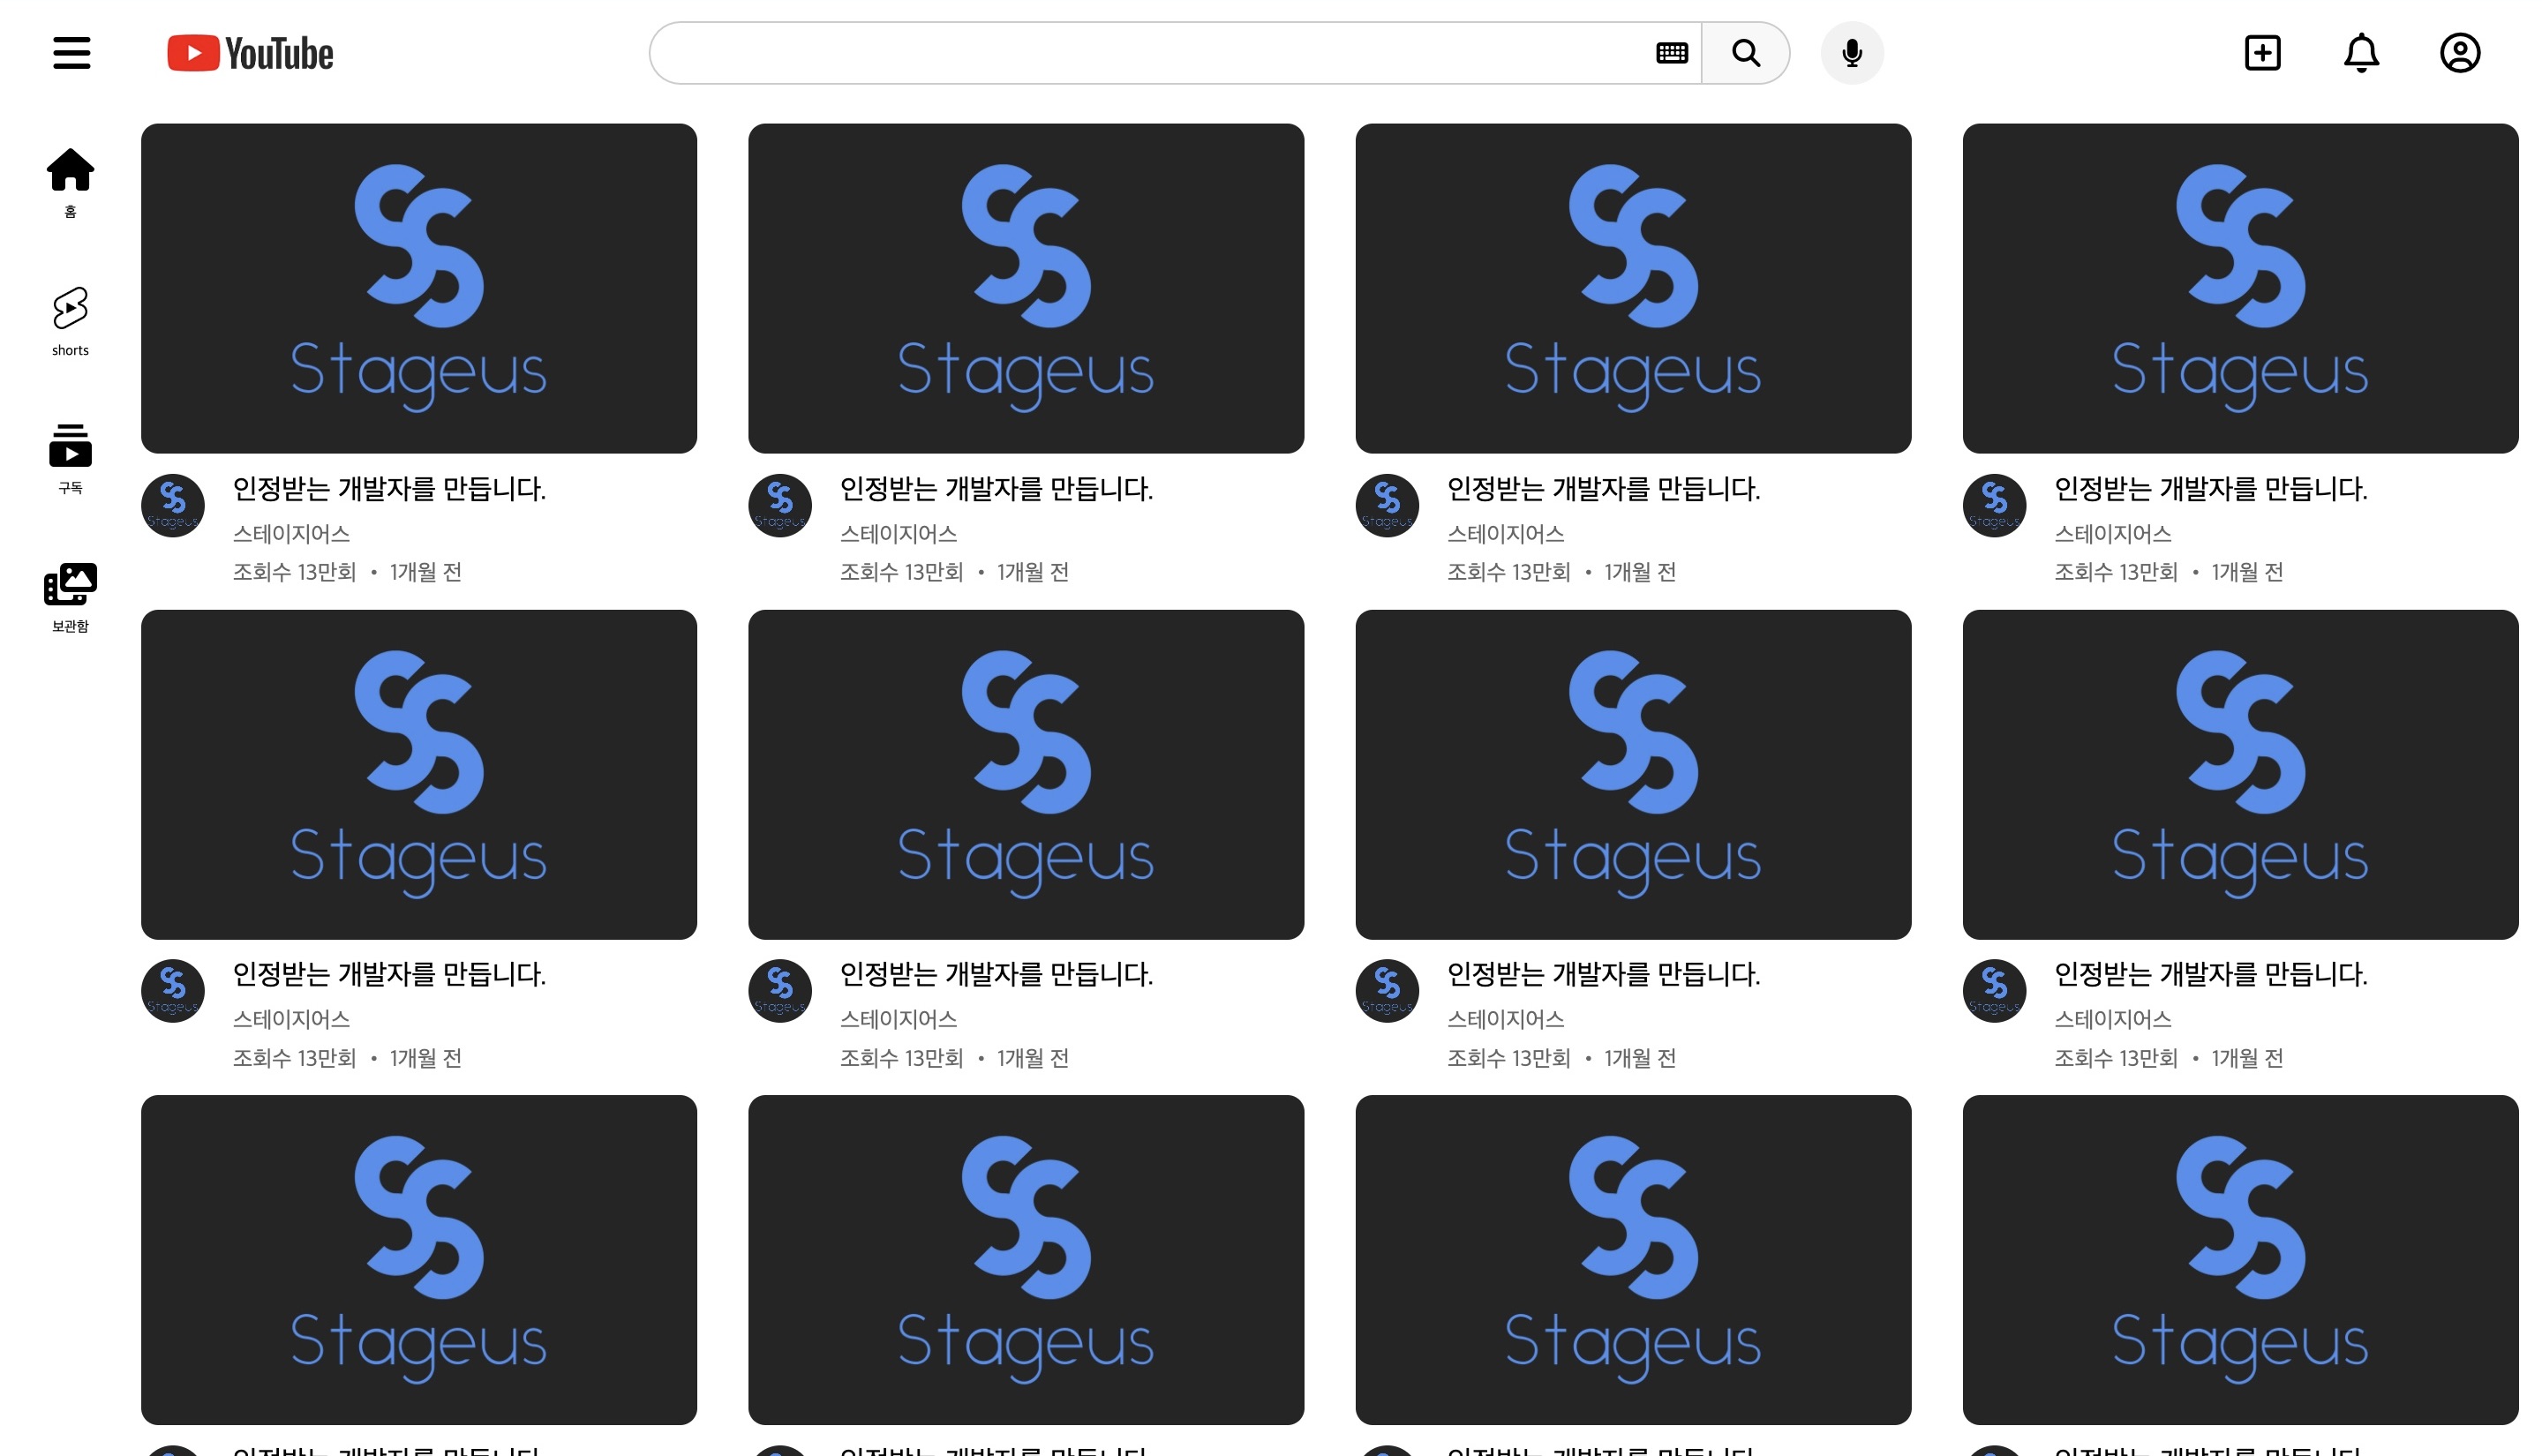 YouTube
홈
shorts
구독
보관함
Stageus
Stageus
Stageus
Stageus
Stageus 인정받는 개발자를 만듭니다.
스테이지어스
조회수 13만회 • 1개월 전
Stageus 인정받는 개발자를 만듭니다.
스테이지어스
조회수 13만회 • 1개월 전
Stageus 인정받는 개발자를 만듭니다.
스테이지어스
조회수 13만회 • 1개월 전
Stageus 인정받는 개발자를 만듭니다.
스테이지어스
조회수 13만회 • 1개월 전
Stageus
Stageus
Stageus
Stageus
Stageus 인정받는 개발자를 만듭니다.
스테이지어스
조회수 13만회 • 1개월 전
Stageus 인정받는 개발자를 만듭니다.
스테이지어스
조회수 13만회 • 1개월 전
Stageus 인정받는 개발자를 만듭니다.
스테이지어스
조회수 13만회 • 1개월 전
Stageus 인정받는 개발자를 만듭니다.
스테이지어스
조회수 13만회 • 1개월 전
Stageus
Stageus
Stageus
Stageus